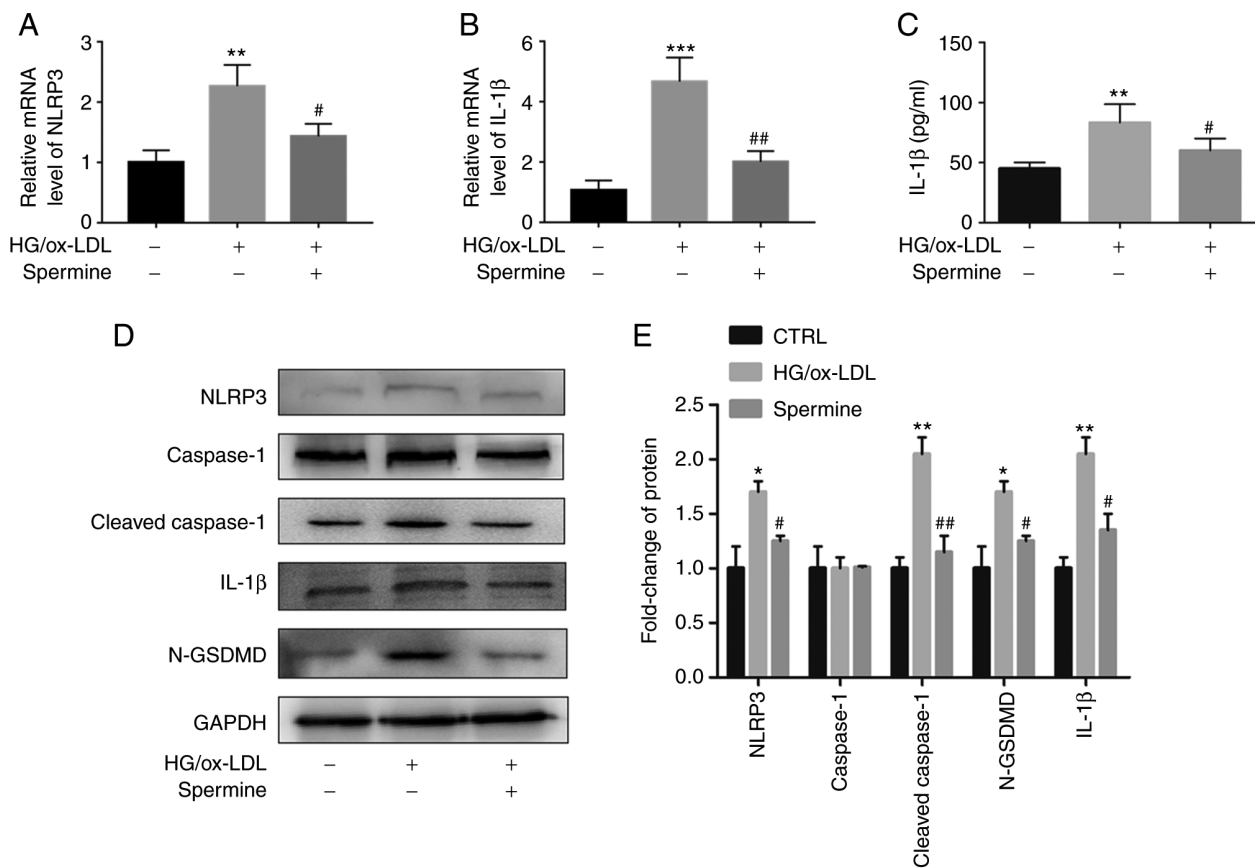 A
Relative mRNA
level of NLRP3
3
2
1
0
**
#
HG/ox-LDL – + +
Spermine – – +
B
Relative mRNA
level of IL-1β
6
4
2
0
***
##
HG/ox-LDL – + +
Spermine – – +
C
IL-1β (pg/ml)
150
100
50
0
**
#
HG/ox-LDL – + +
Spermine – – +
D
NLRP3
Caspase-1
Cleaved caspase-1
IL-1β
N-GSDMD
GAPDH
HG/ox-LDL – + +
Spermine – – +
E
CTRL
HG/ox-LDL
Spermine
Fold-change of protein
2.5
2.0
1.5
1.0
0.5
0.0
* # ** ## * # ** #
NLRP3
Caspase-1
Cleaved caspase-1
N-GSDMD
IL-1β